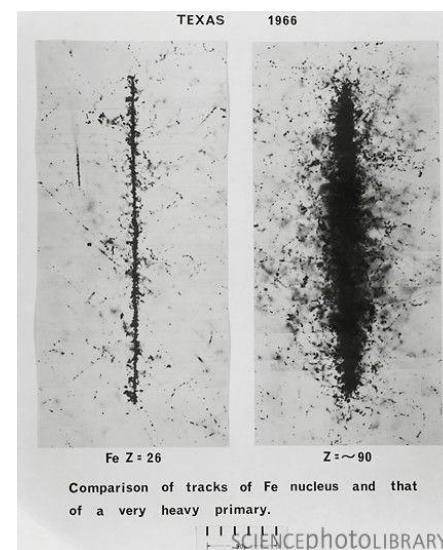 TEXAS 1966
Fe Z = 26
Z = ~ 90
Comparison of tracks of Fe nucleus and that
of a very heavy primary.
SCIENCEphotoLIBRARY